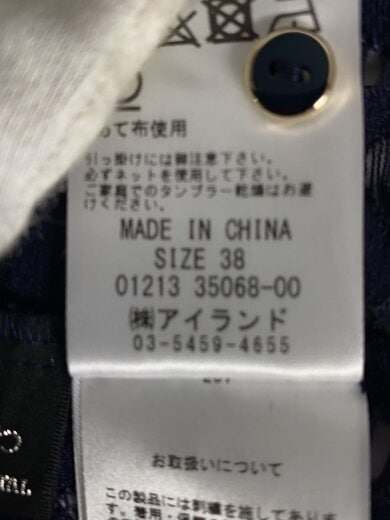 て布使用
引っ掛けには御注意下さい。
必ずネットを使用して下さい。
ご家庭でのタンブラー乾燥はお避
けください。
MADE IN CHINA
SIZE 38
01213 35068-00
㈱アイランド
03-5459-4655
お取扱いについて
この製品には刺繍を施してありま